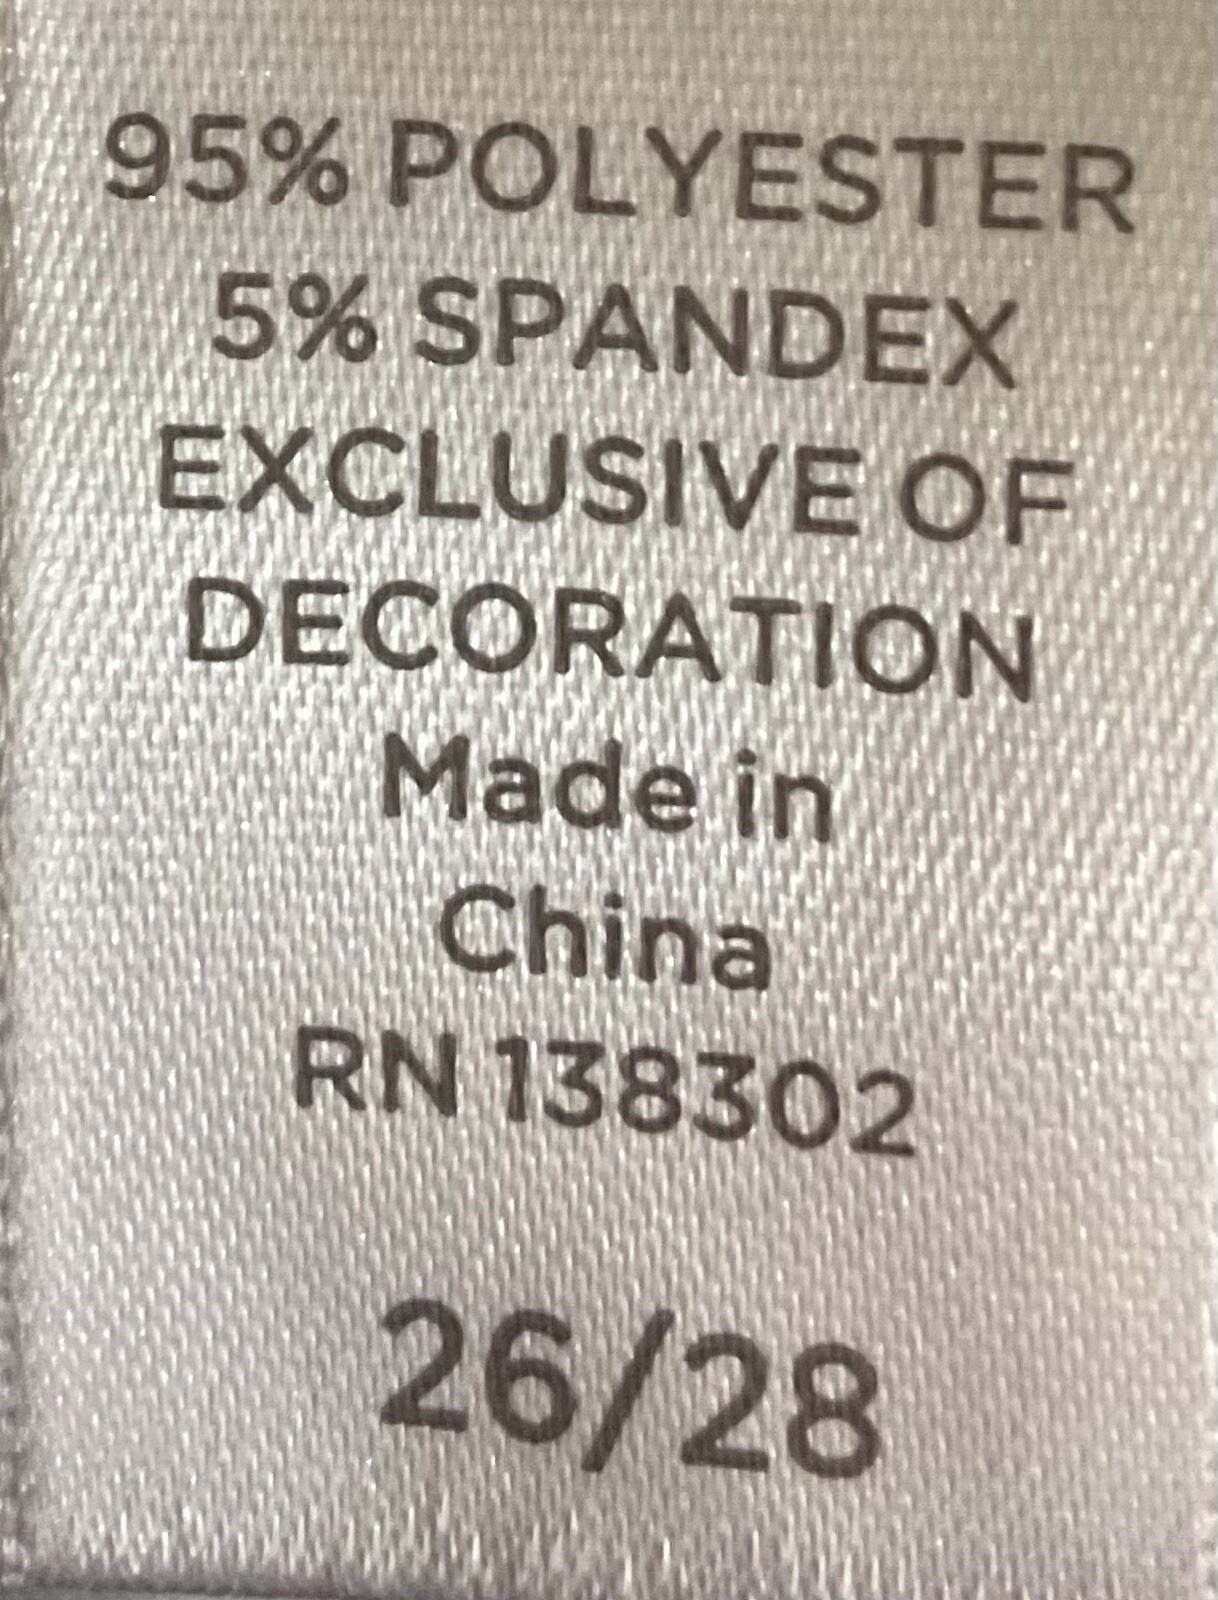 95% POLYESTER
5% SPANDEX
EXCLUSIVE OF
DECORATION
Made in
China
RN 138302
26/28